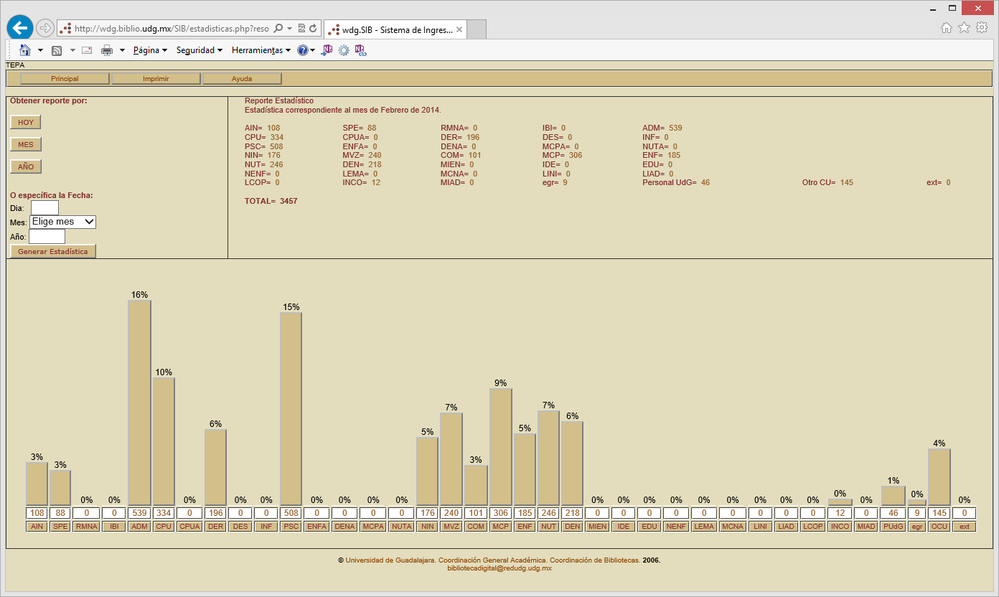 http://wdg.biblio.udg.mx/SIB/estadisticas.php?reso
wdg.SIB - Sistema de Ingres...
Página Seguridad Herramientas
TEPA
Principal Imprimir Ayuda
Obtener reporte por:
HOY
MES
AÑO
O específica la Fecha:
Dia:
Mes: Elige mes
Año:
Generar Estadística
Reporte Estadístico
Estadística correspondiente al mes de Febrero de 2014.
AIN= 108 SPE= 88 RMNA= 0 IBI= 0 ADM= 539
CPU= 334 CPUA= 0 DER= 196 DES= 0 INF= 0
PSC= 508 ENFA= 0 DENA= 0 MCPA= 0 NUTA= 0
NIN= 176 MVZ= 240 COM= 101 MCP= 306 ENF= 185
NUT= 246 DEN= 218 MIEN= 0 IDE= 0 EDU= 0
NENF= 0 LEMA= 0 MCNA= 0 LINI= 0 LIAD= 0
LCOP= 0 INCO= 12 MIAD= 0 egr= 9 Personal UdG= 46 Otro CU= 145 ext= 0
TOTAL= 3457
3% 3% 0% 0% 16% 10% 0% 6% 0% 0% 15% 0% 0% 0% 0% 5% 7% 3% 9% 5% 7% 6% 0% 0% 0% 0% 0% 0% 0% 0% 0% 0% 0% 1% 0% 4% 0%
108 88 0 0 539 334 0 196 0 0 508 0 0 0 0 176 240 101 306 185 246 218 0 0 0 0 0 0 0 0 0 12 0 46 9 145 0
AIN SPE RMNA IBI ADM CPU CPUA DER DES INF PSC ENFA DENA MCPA NUTA NIN MVZ COM MCP ENF NUT DEN MIEN IDE EDU NENF LEMA MCNA LINI LIAD LCOP INCO MIAD PUdG egr OCU ext
© Universidad de Guadalajara. Coordinación General Académica. Coordinación de Bibliotecas. 2006.
bibliotecadigital@redudg.udg.mx